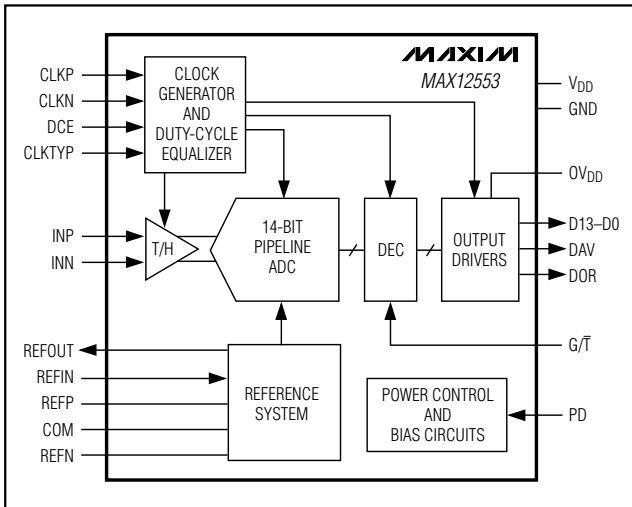 MAXIM
MAX12553
CLKP
CLKN
DCE
CLKTYP
CLOCK
GENERATOR
AND
DUTY-CYCLE
EQUALIZER
VDD
GND
OVDD
INP
INN
T/H
14-BIT
PIPELINE
ADC
DEC
OUTPUT
DRIVERS
D13–D0
DAV
DOR
G/T̅
REFOUT
REFIN
REFP
COM
REFN
REFERENCE
SYSTEM
POWER CONTROL
AND
BIAS CIRCUITS
PD